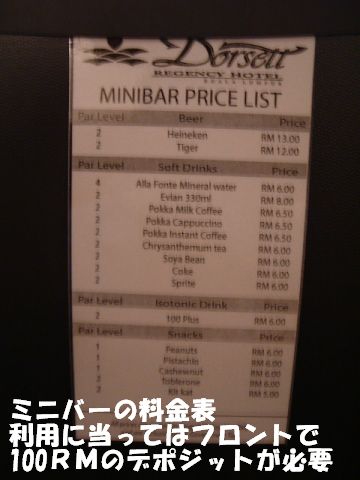 Dorsett
REGENCY HOTEL
KUALA LUMPUR
MINIBAR PRICE LIST
Par Level Beer Price
2 Heineken RM 13.00
2 Tiger RM 12.00
Par Level Soft Drinks Price
4 Alla Fonte Mineral water RM 6.00
2 Evian 330ml RM 8.00
2 Pokka Milk Coffee RM 6.50
2 Pokka Cappuccino RM 6.50
2 Pokka Instant Coffee RM 6.50
2 Chrysanthemum tea RM 6.00
2 Soya Bean RM 6.00
2 Coke RM 6.00
2 Sprite RM 6.00
Par Level Isotonic Drink Price
2 100 Plus RM 6.00
Par Level Snacks Price
1 Peanuts RM 6.00
1 Pistachio RM 6.00
1 Cashewnut RM 6.00
Toblerone RM 6.00
Kit kat RM 5.00
ミニバーの料金表
利用に当ってはフロントで
100RMのデポジットが必要